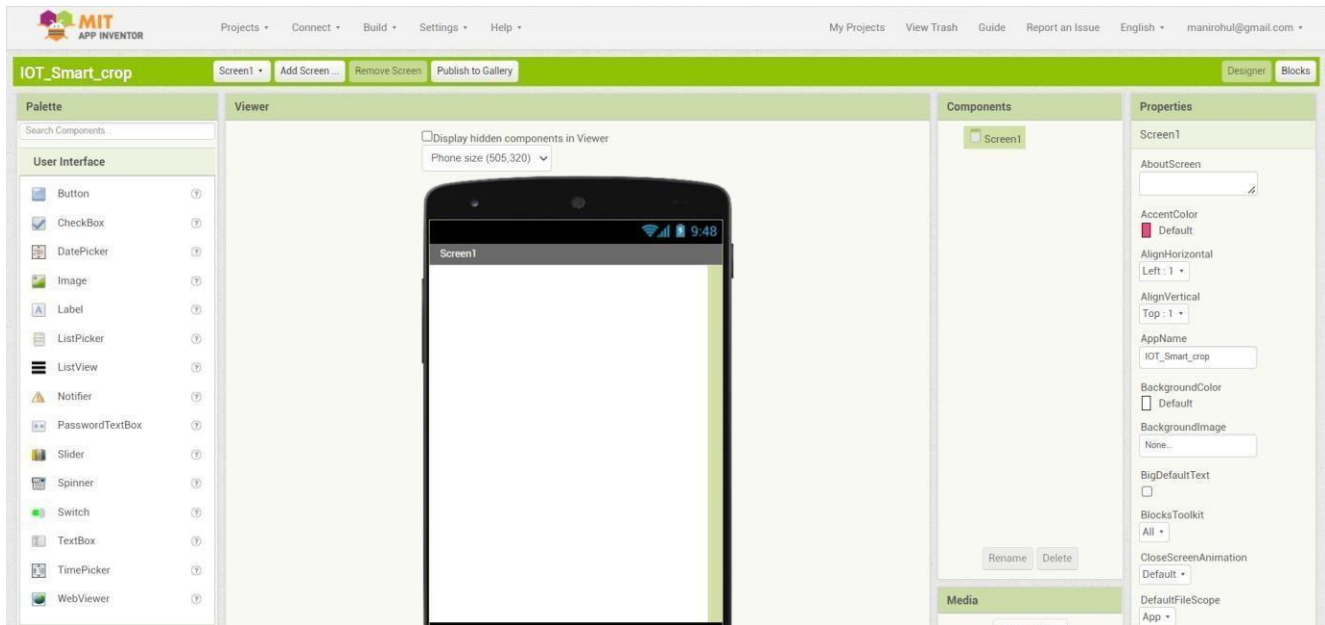 MIT
APP INVENTOR
Projects Connect Build Settings Help My Projects View Trash Guide Report an Issue English manirohul@gmail.com
IOT_Smart_crop Screen1 Add Screen ... Remove Screen Publish to Gallery Designer Blocks
Palette
Search Components...
User Interface
Button
CheckBox
DatePicker
Image
Label
ListPicker
ListView
Notifier
PasswordTextBox
Slider
Spinner
Switch
TextBox
TimePicker
WebViewer
Viewer
Display hidden components in Viewer
Phone size (505,320)
9:48
Screen1
Components
Screen1
Rename Delete
Media
Properties
Screen1
AboutScreen
AccentColor
Default
AlignHorizontal
Left : 1
AlignVertical
Top : 1
AppName
IOT_Smart_crop
BackgroundColor
Default
BackgroundImage
None...
BigDefaultText
BlocksToolkit
All
CloseScreenAnimation
Default
DefaultFileScope
App